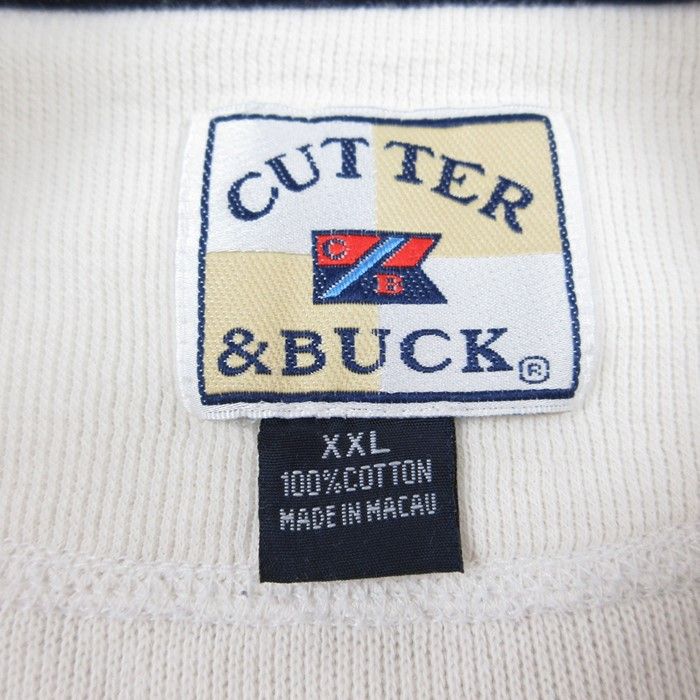 CUTTER
C B
& BUCK ®
XXL
100% COTTON
MADE IN MACAU